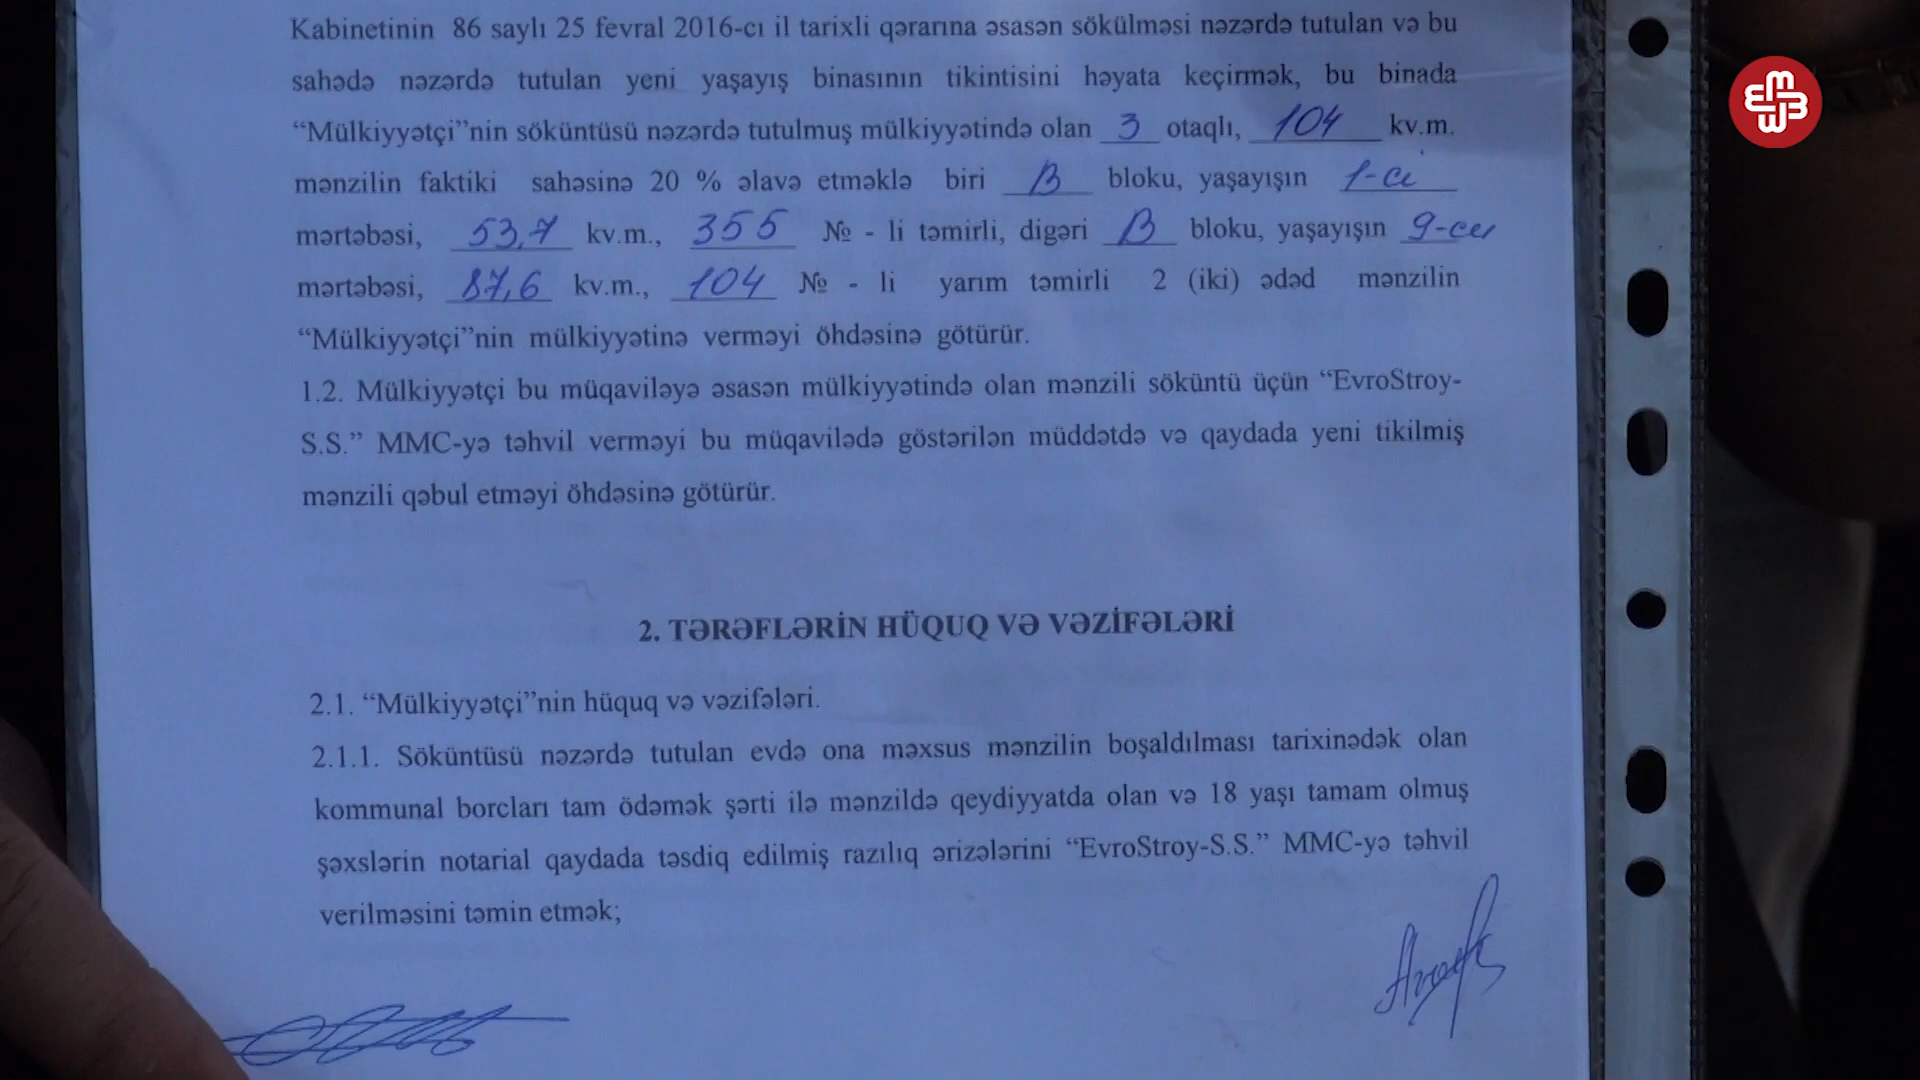 Kabinetinin 86 saylı 25 fevral 2016-cı il tarixli qərarına əsasən sökülməsi nəzərdə tutulan və bu
sahədə nəzərdə tutulan yeni yaşayış binasının tikintisini həyata keçirmək, bu binada
“Mülkiyyətçi”nin söküntüsü nəzərdə tutulmuş mülkiyyətində olan 3 otaqlı, 104 kv.m.
mənzilin faktiki sahəsinə 20 % əlavə etməklə biri B bloku, yaşayışın 1-ci
mərtəbəsi, 53,7 kv.m., 355 № - li təmirli, digəri B bloku, yaşayışın 9-cu
mərtəbəsi, 87,6 kv.m., 104 № - li yarım təmirli 2 (iki) ədəd mənzilin
“Mülkiyyətçi”nin mülkiyyətinə verməyi öhdəsinə götürür.
1.2. Mülkiyyətçi bu müqaviləyə əsasən mülkiyyətində olan mənzili söküntü üçün “EvroStroy-
S.S.” MMC-yə təhvil verməyi bu müqavilədə göstərilən müddətdə və qaydada yeni tikilmiş
mənzili qəbul etməyi öhdəsinə götürür.
2. TƏRƏFLƏRİN HÜQUQ VƏ VƏZİFƏLƏRİ
2.1. “Mülkiyyətçi”nin hüquq və vəzifələri.
2.1.1. Söküntüsü nəzərdə tutulan evdə ona məxsus mənzilin boşaldılması tarixinədək olan
kommunal borcları tam ödəmək şərti ilə mənzildə qeydiyyatda olan və 18 yaşı tamam olmuş
şəxslərin notarial qaydada təsdiq edilmiş razılıq ərizələrini “EvroStroy-S.S.” MMC-yə təhvil
verilməsini təmin etmək;